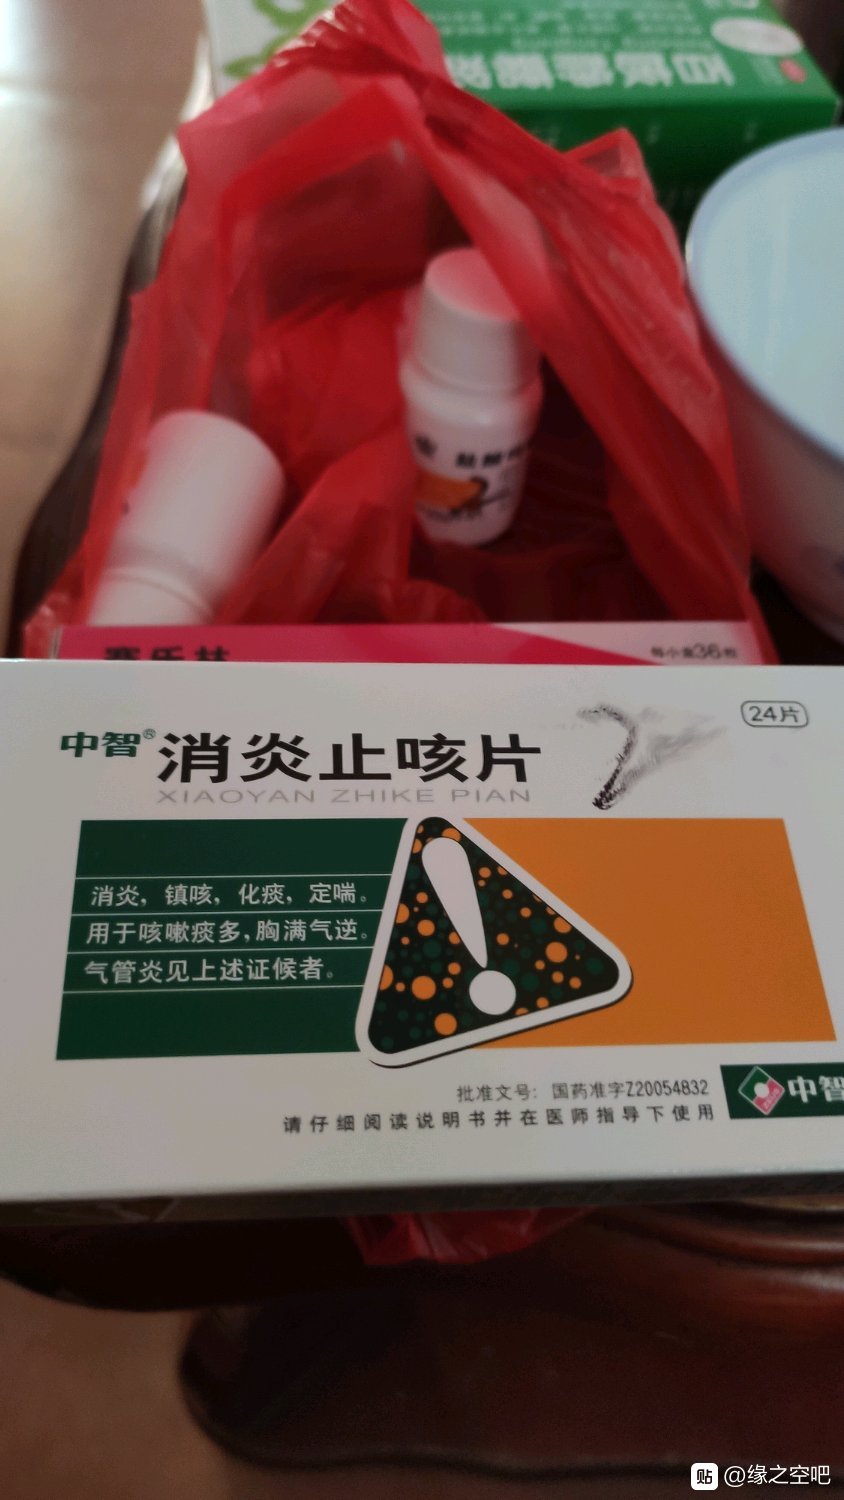 每小盒36粒
中智®
消炎止咳片
24片
XIAOYAN ZHIKE PIAN
消炎，镇咳，化痰，定喘。
用于咳嗽痰多，胸满气逆。
气管炎见上述证候者。
批准文号：国药准字Z20054832
中智
请仔细阅读说明书并在医师指导下使用
贴 @缘之空吧